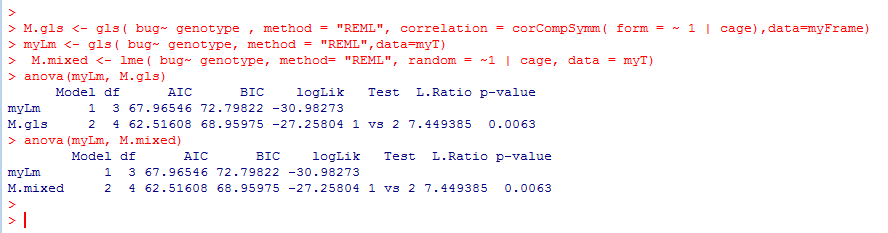 >
> M.gls <- gls( bug~ genotype , method = "REML", correlation = corCompSymm( form = ~ 1 | cage),data=myFrame)
> myLm <- gls( bug~ genotype, method = "REML",data=myT)
>  M.mixed <- lme( bug~ genotype, method= "REML", random = ~1 | cage, data = myT)
> anova(myLm, M.gls)
      Model df      AIC      BIC    logLik   Test  L.Ratio p-value
myLm      1  3 67.96546 72.79822 -30.98273
M.gls     2  4 62.51608 68.95975 -27.25804 1 vs 2 7.449385  0.0063
> anova(myLm, M.mixed)
        Model df      AIC      BIC    logLik   Test  L.Ratio p-value
myLm        1  3 67.96546 72.79822 -30.98273
M.mixed     2  4 62.51608 68.95975 -27.25804 1 vs 2 7.449385  0.0063
>
>